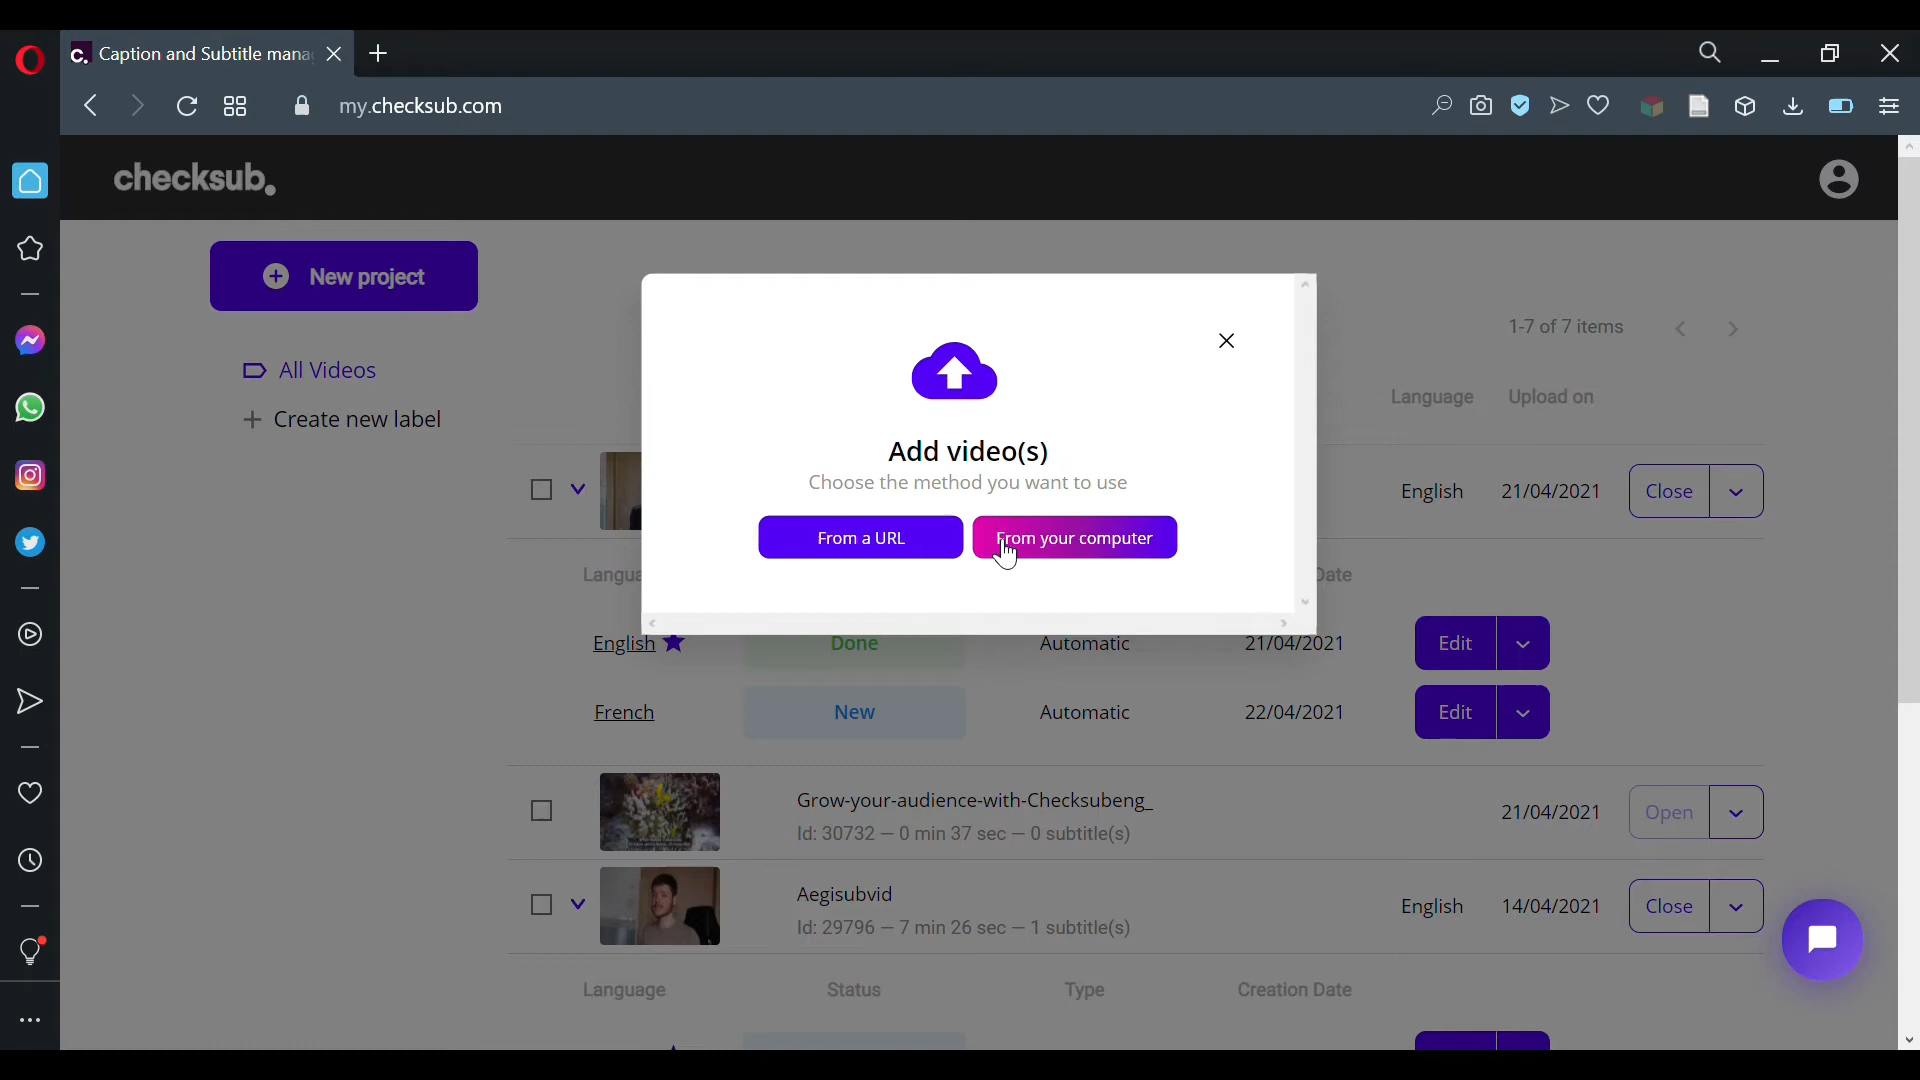 Caption and Subtitle mana
my.checksub.com
checksub.
New project
All Videos
Create new label
1-7 of 7 items
Language Upload on
Add video(s)
Choose the method you want to use
From a URL
From your computer
English 21/04/2021 Close
Langua Date
English Done Automatic 21/04/2021 Edit
French New Automatic 22/04/2021 Edit
Grow-your-audience-with-Checksubeng_
Id: 30732 — 0 min 37 sec — 0 subtitle(s)
21/04/2021 Open
Aegisubvid
Id: 29796 — 7 min 26 sec — 1 subtitle(s)
English 14/04/2021 Close
Language Status Type Creation Date